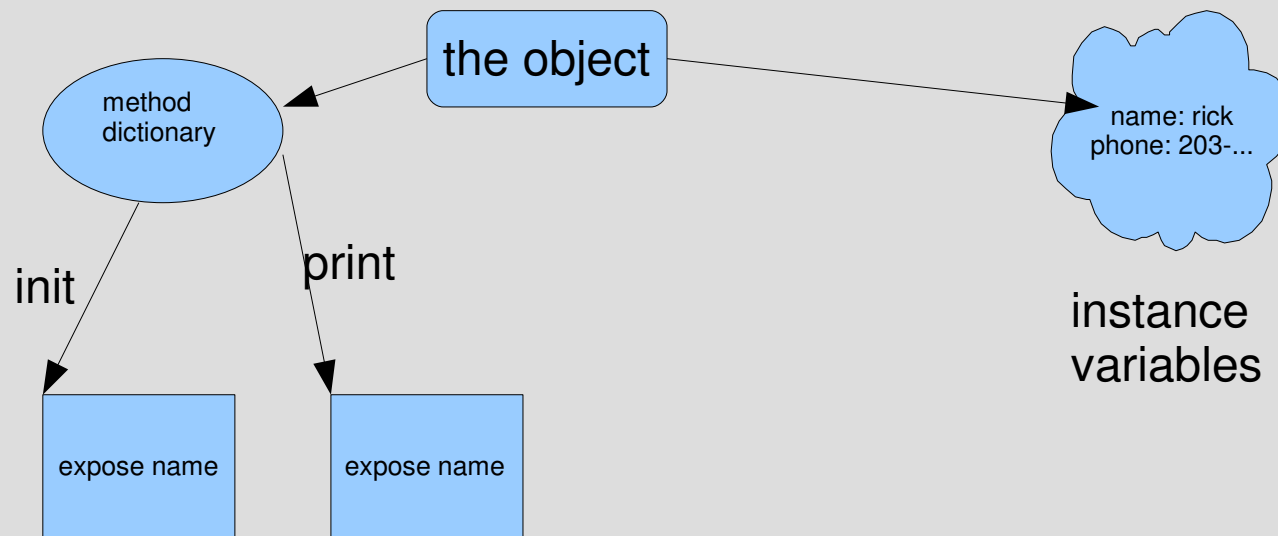 the object
method
dictionary
name: rick
phone: 203-...
init
print
instance
variables
expose name
expose name